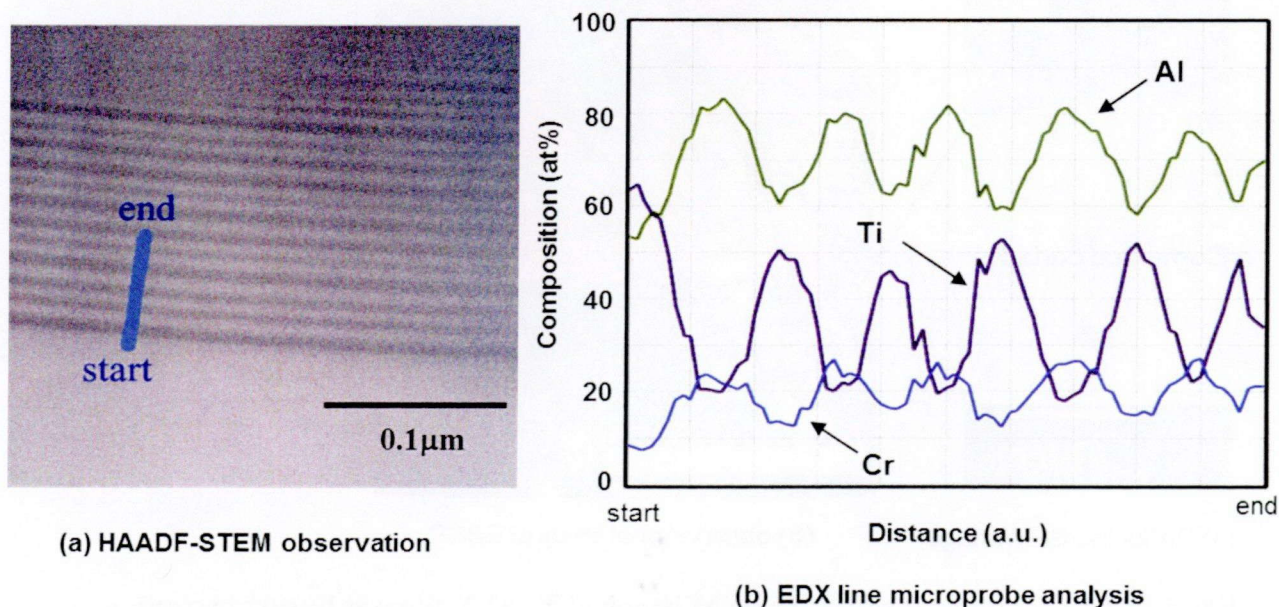 end
start
0.1μm
(a) HAADF-STEM observation
100
80
60
40
20
0
Composition (at%)
Al
Ti
Cr
start
end
Distance (a.u.)
(b) EDX line microprobe analysis